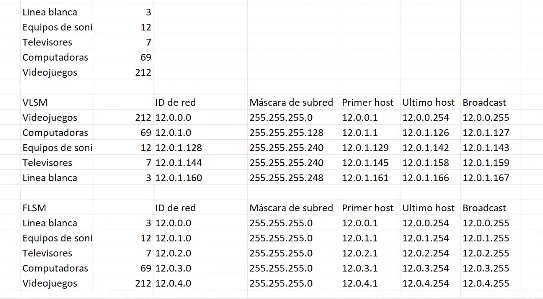 Linea blanca 3
Equipos de soni 12
Televisores 7
Computadoras 69
Videojuegos 212
VLSM ID de red Máscara de subred Primer host Ultimo host Broadcast
Videojuegos 212 12.0.0.0 255.255.255.0 12.0.0.1 12.0.0.254 12.0.0.255
Computadoras 69 12.0.1.0 255.255.255.128 12.0.1.1 12.0.1.126 12.0.1.127
Equipos de soni 12 12.0.1.128 255.255.255.240 12.0.1.129 12.0.1.142 12.0.1.143
Televisores 7 12.0.1.144 255.255.255.240 12.0.1.145 12.0.1.158 12.0.1.159
Linea blanca 3 12.0.1.160 255.255.255.248 12.0.1.161 12.0.1.166 12.0.1.167
FLSM ID de red Máscara de subred Primer host Ultimo host Broadcast
Linea blanca 3 12.0.0.0 255.255.255.0 12.0.0.1 12.0.0.254 12.0.0.255
Equipos de soni 12 12.0.1.0 255.255.255.0 12.0.1.1 12.0.1.254 12.0.1.255
Televisores 7 12.0.2.0 255.255.255.0 12.0.2.1 12.0.2.254 12.0.2.255
Computadoras 69 12.0.3.0 255.255.255.0 12.0.3.1 12.0.3.254 12.0.3.255
Videojuegos 212 12.0.4.0 255.255.255.0 12.0.4.1 12.0.4.254 12.0.4.255